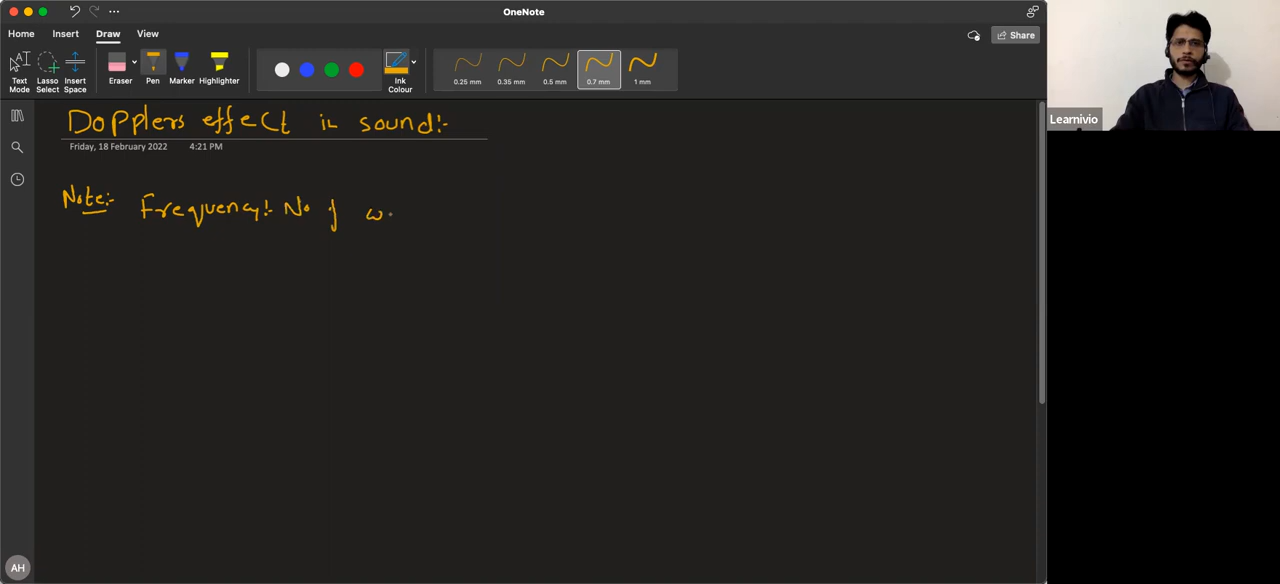 OneNote
Home Insert Draw View
Share
Text Mode
Lasso Select
Insert Space
Eraser
Pen
Marker
Highlighter
Ink Colour
0.25 mm
0.35 mm
0.5 mm
0.7 mm
1 mm
Dopplers effect in sound:-
Friday, 18 February 2022 4:21 PM
Note:- Frequency:- No of w
Learnivio
AH